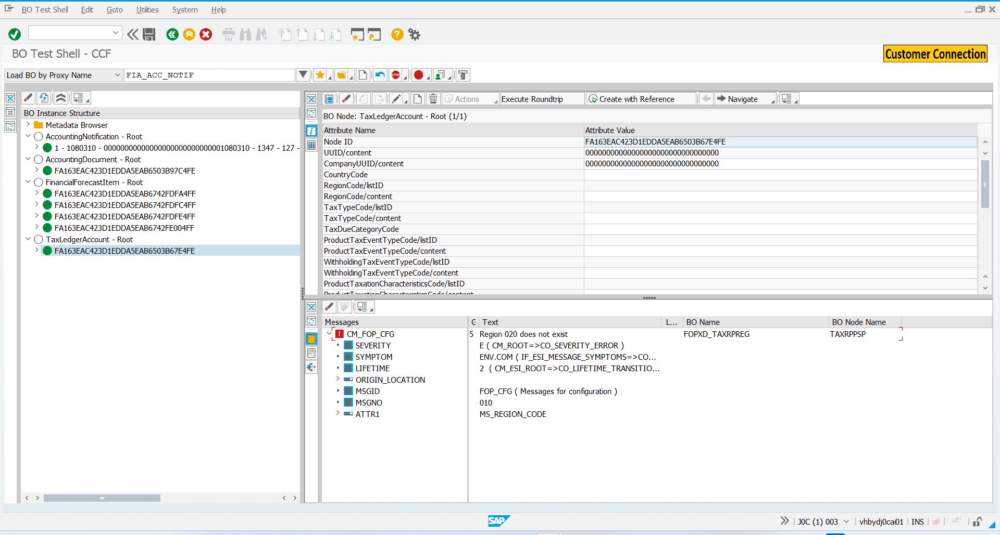 BO Test Shell Edit Goto Utilities System Help
BO Test Shell - CCF
Customer Connection
Load BO by Proxy Name FIA_ACC_NOTIF
STOP
BO Instance Structure
Metadata Browser
AccountingNotification - Root
1 - 1080310 - 00000000000000000000000000001080310 - 1347 - 127 -
AccountingDocument - Root
FA163EAC423D1EDDA5EAB6503B97C4FE
FinancialForecastItem - Root
FA163EAC423D1EDDA5EAB6742FDFA4FF
FA163EAC423D1EDDA5EAB6742FDFC4FF
FA163EAC423D1EDDA5EAB6742FDFE4FF
FA163EAC423D1EDDA5EAB6742FE004FF
TaxLedgerAccount - Root
FA163EAC423D1EDDA5EAB6503B67E4FE
Actions Execute Roundtrip Create with Reference Navigate
BO Node: TaxLedgerAccount - Root (1/1)
Attribute Name Attribute Value
Node ID FA163EAC423D1EDDA5EAB6503B67E4FE
UUID/content 00000000000000000000000000000000
CompanyUUID/content 00000000000000000000000000000000
CountryCode
RegionCode/listID
RegionCode/content
TaxTypeCode/listID
TaxTypeCode/content
TaxDueCategoryCode
ProductTaxEventTypeCode/listID
ProductTaxEventTypeCode/content
WithholdingTaxEventTypeCode/listID
WithholdingTaxEventTypeCode/content
ProductTaxationCharacteristicsCode/listID
ProductTaxationCharacteristicsCode/content
Messages G Text L... BO Name BO Node Name
CM_FOP_CFG 5 Region 020 does not exist FOPXD_TAXRPREG TAXRPPSP
SEVERITY E ( CM_ROOT=>CO_SEVERITY_ERROR )
SYMPTOM ENV.COM ( IF_ESI_MESSAGE_SYMPTOMS=>CO...
LIFETIME 2 ( CM_ESI_ROOT=>CO_LIFETIME_TRANSITIO...
ORIGIN_LOCATION
MSGID FOP_CFG ( Messages for configuration )
MSGNO 010
ATTR1 MS_REGION_CODE
SAP
J0C (1) 003 vhbydj0cai01 INS